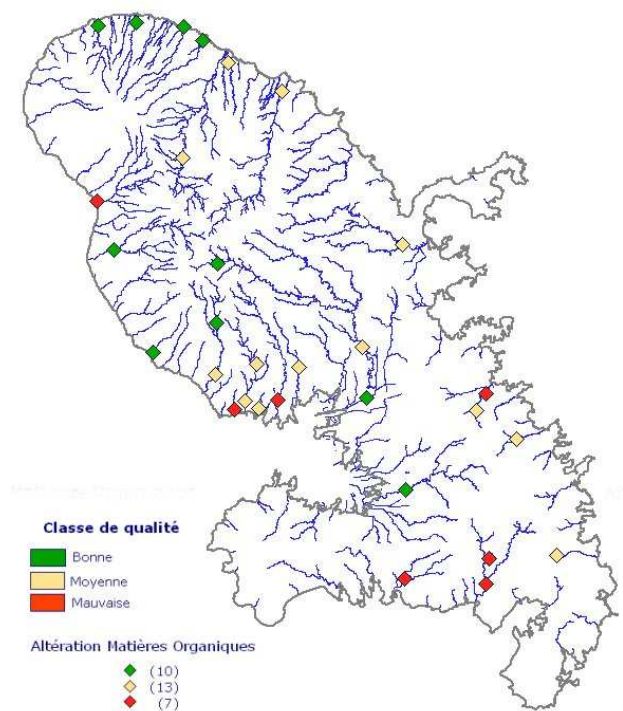 Classe de qualité
Bonne
Moyenne
Mauvaise
Altération Matières Organiques
(10)
(13)
(7)